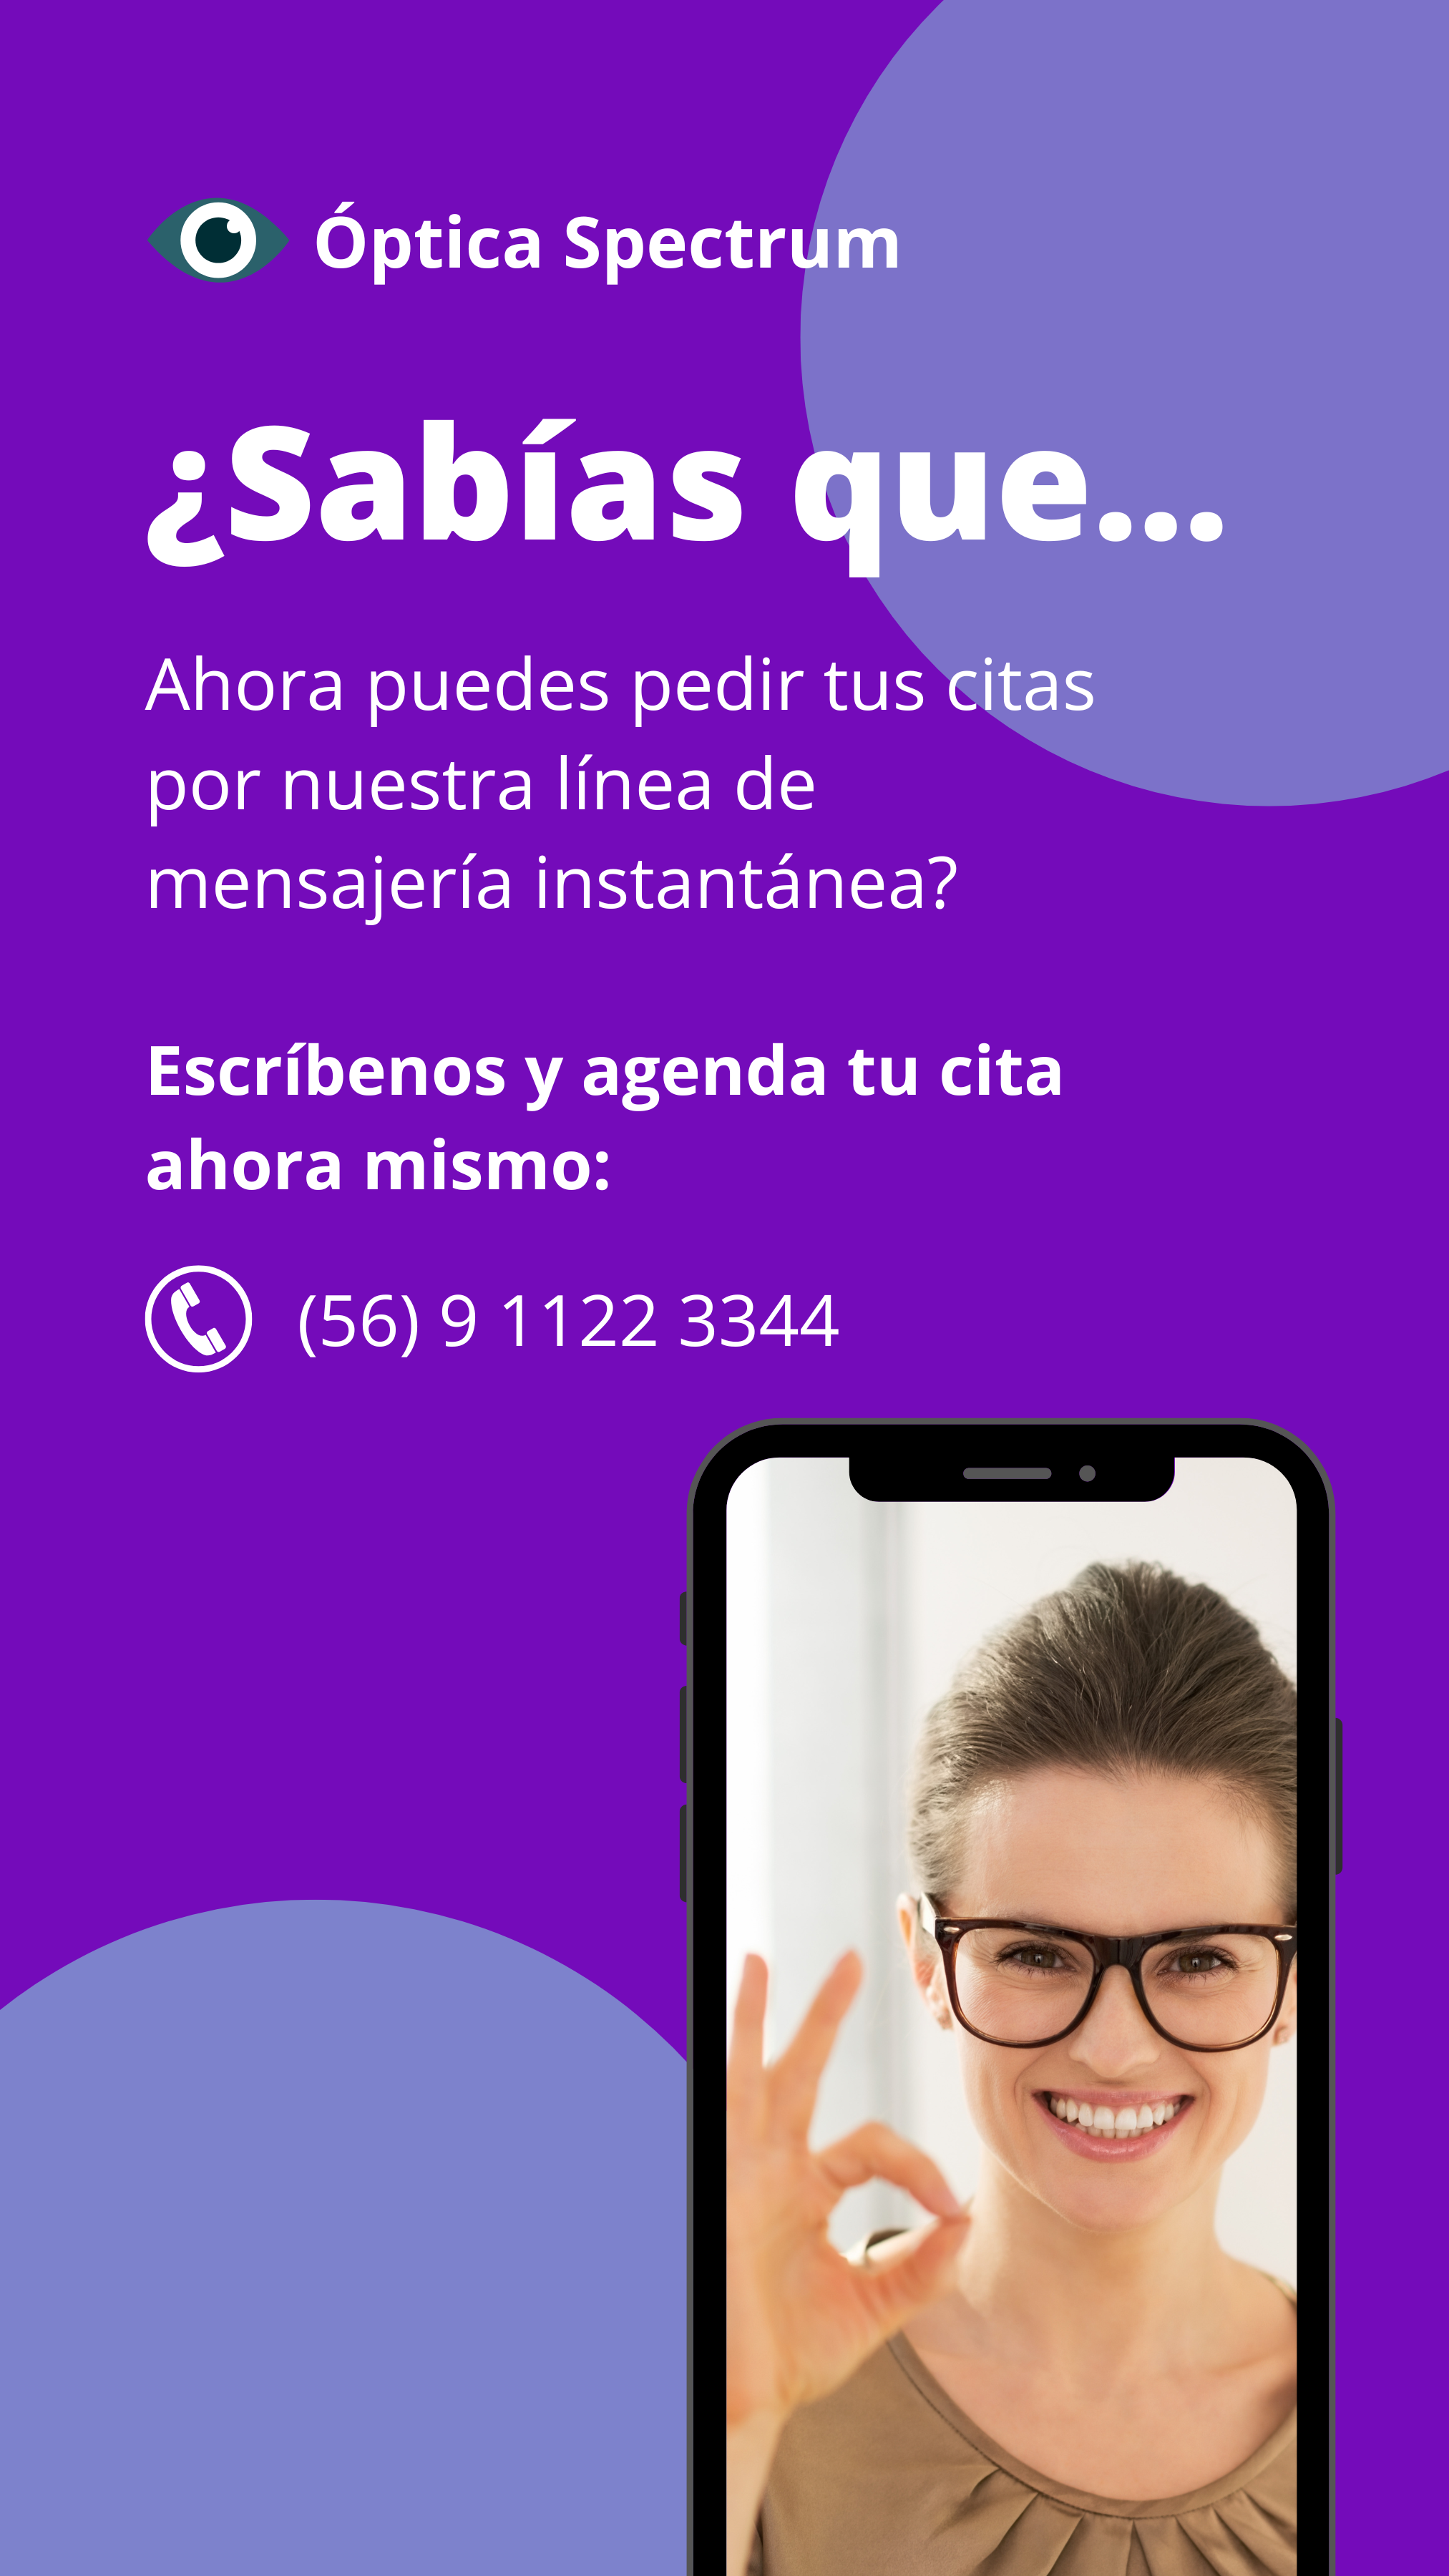 Óptica Spectrum
¿Sabías que...
Ahora puedes pedir tus citas
por nuestra línea de
mensajería instantánea?
Escríbenos y agenda tu cita
ahora mismo:
(56) 9 1122 3344